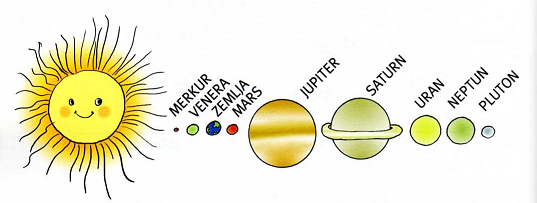 MERKUR
VENERA
ZEMLJA
MARS
JUPITER
SATURN
URAN
NEPTUN
PLUTON